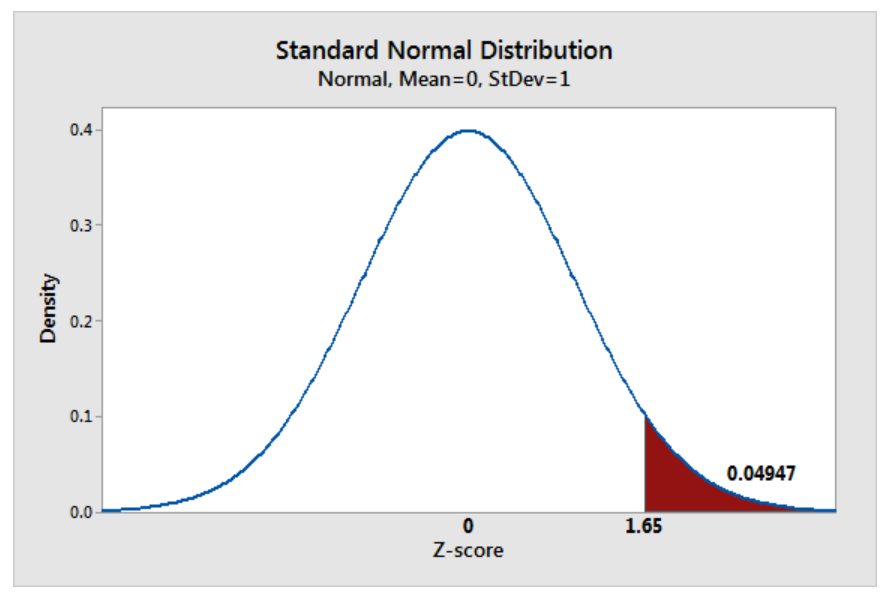 Standard Normal Distribution
Normal, Mean=0, StDev=1
0.4
0.3
0.2
0.1
0.0
Density
0.04947
0
1.65
Z-score